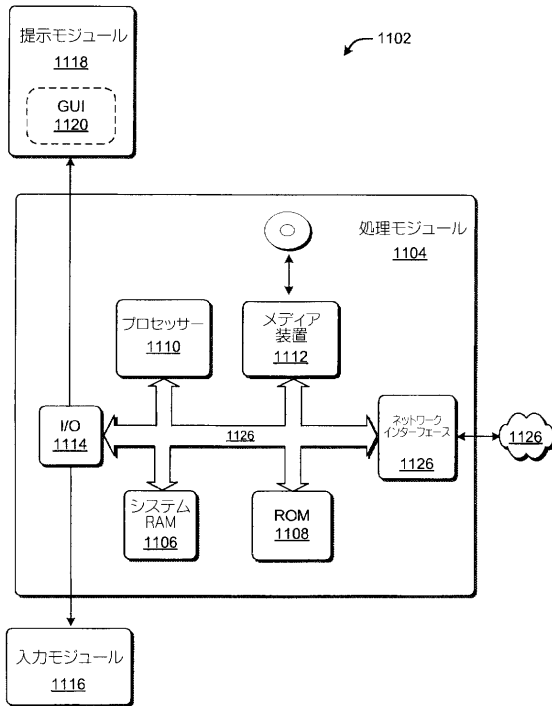 提示モジュール
1118
GUI
1120
1102
処理モジュール
1104
プロセッサー
1110
メディア
装置
1112
I/O
1114
1126
ネットワーク
インターフェース
1126
1126
システム
RAM
1106
ROM
1108
入力モジュール
1116